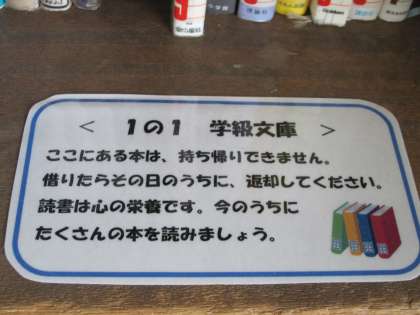 ＜ １の１ 学級文庫 ＞
ここにある本は、持ち帰りできません。
借りたらその日のうちに、返却してください。
読書は心の栄養です。今のうちに
たくさんの本を読みましょう。